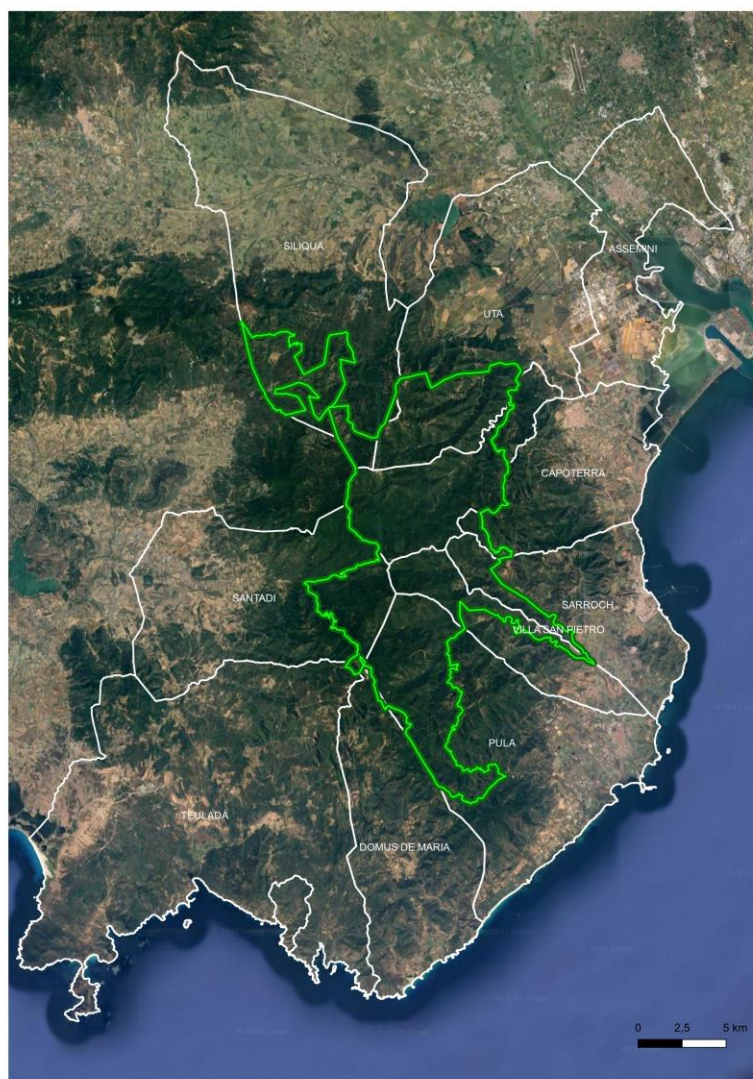 SILIQUA
ASSEMINI
UTA
CAPOTERRA
SANTADI
SARROCH
VILLA SAN PIETRO
PULA
TEULADA
DOMUS DE MARIA
0 2,5 5 km